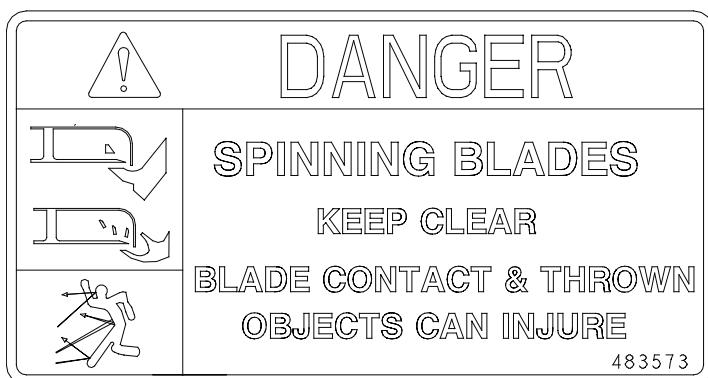 DANGER
SPINNING BLADES
KEEP CLEAR
BLADE CONTACT & THROWN
OBJECTS CAN INJURE
483573